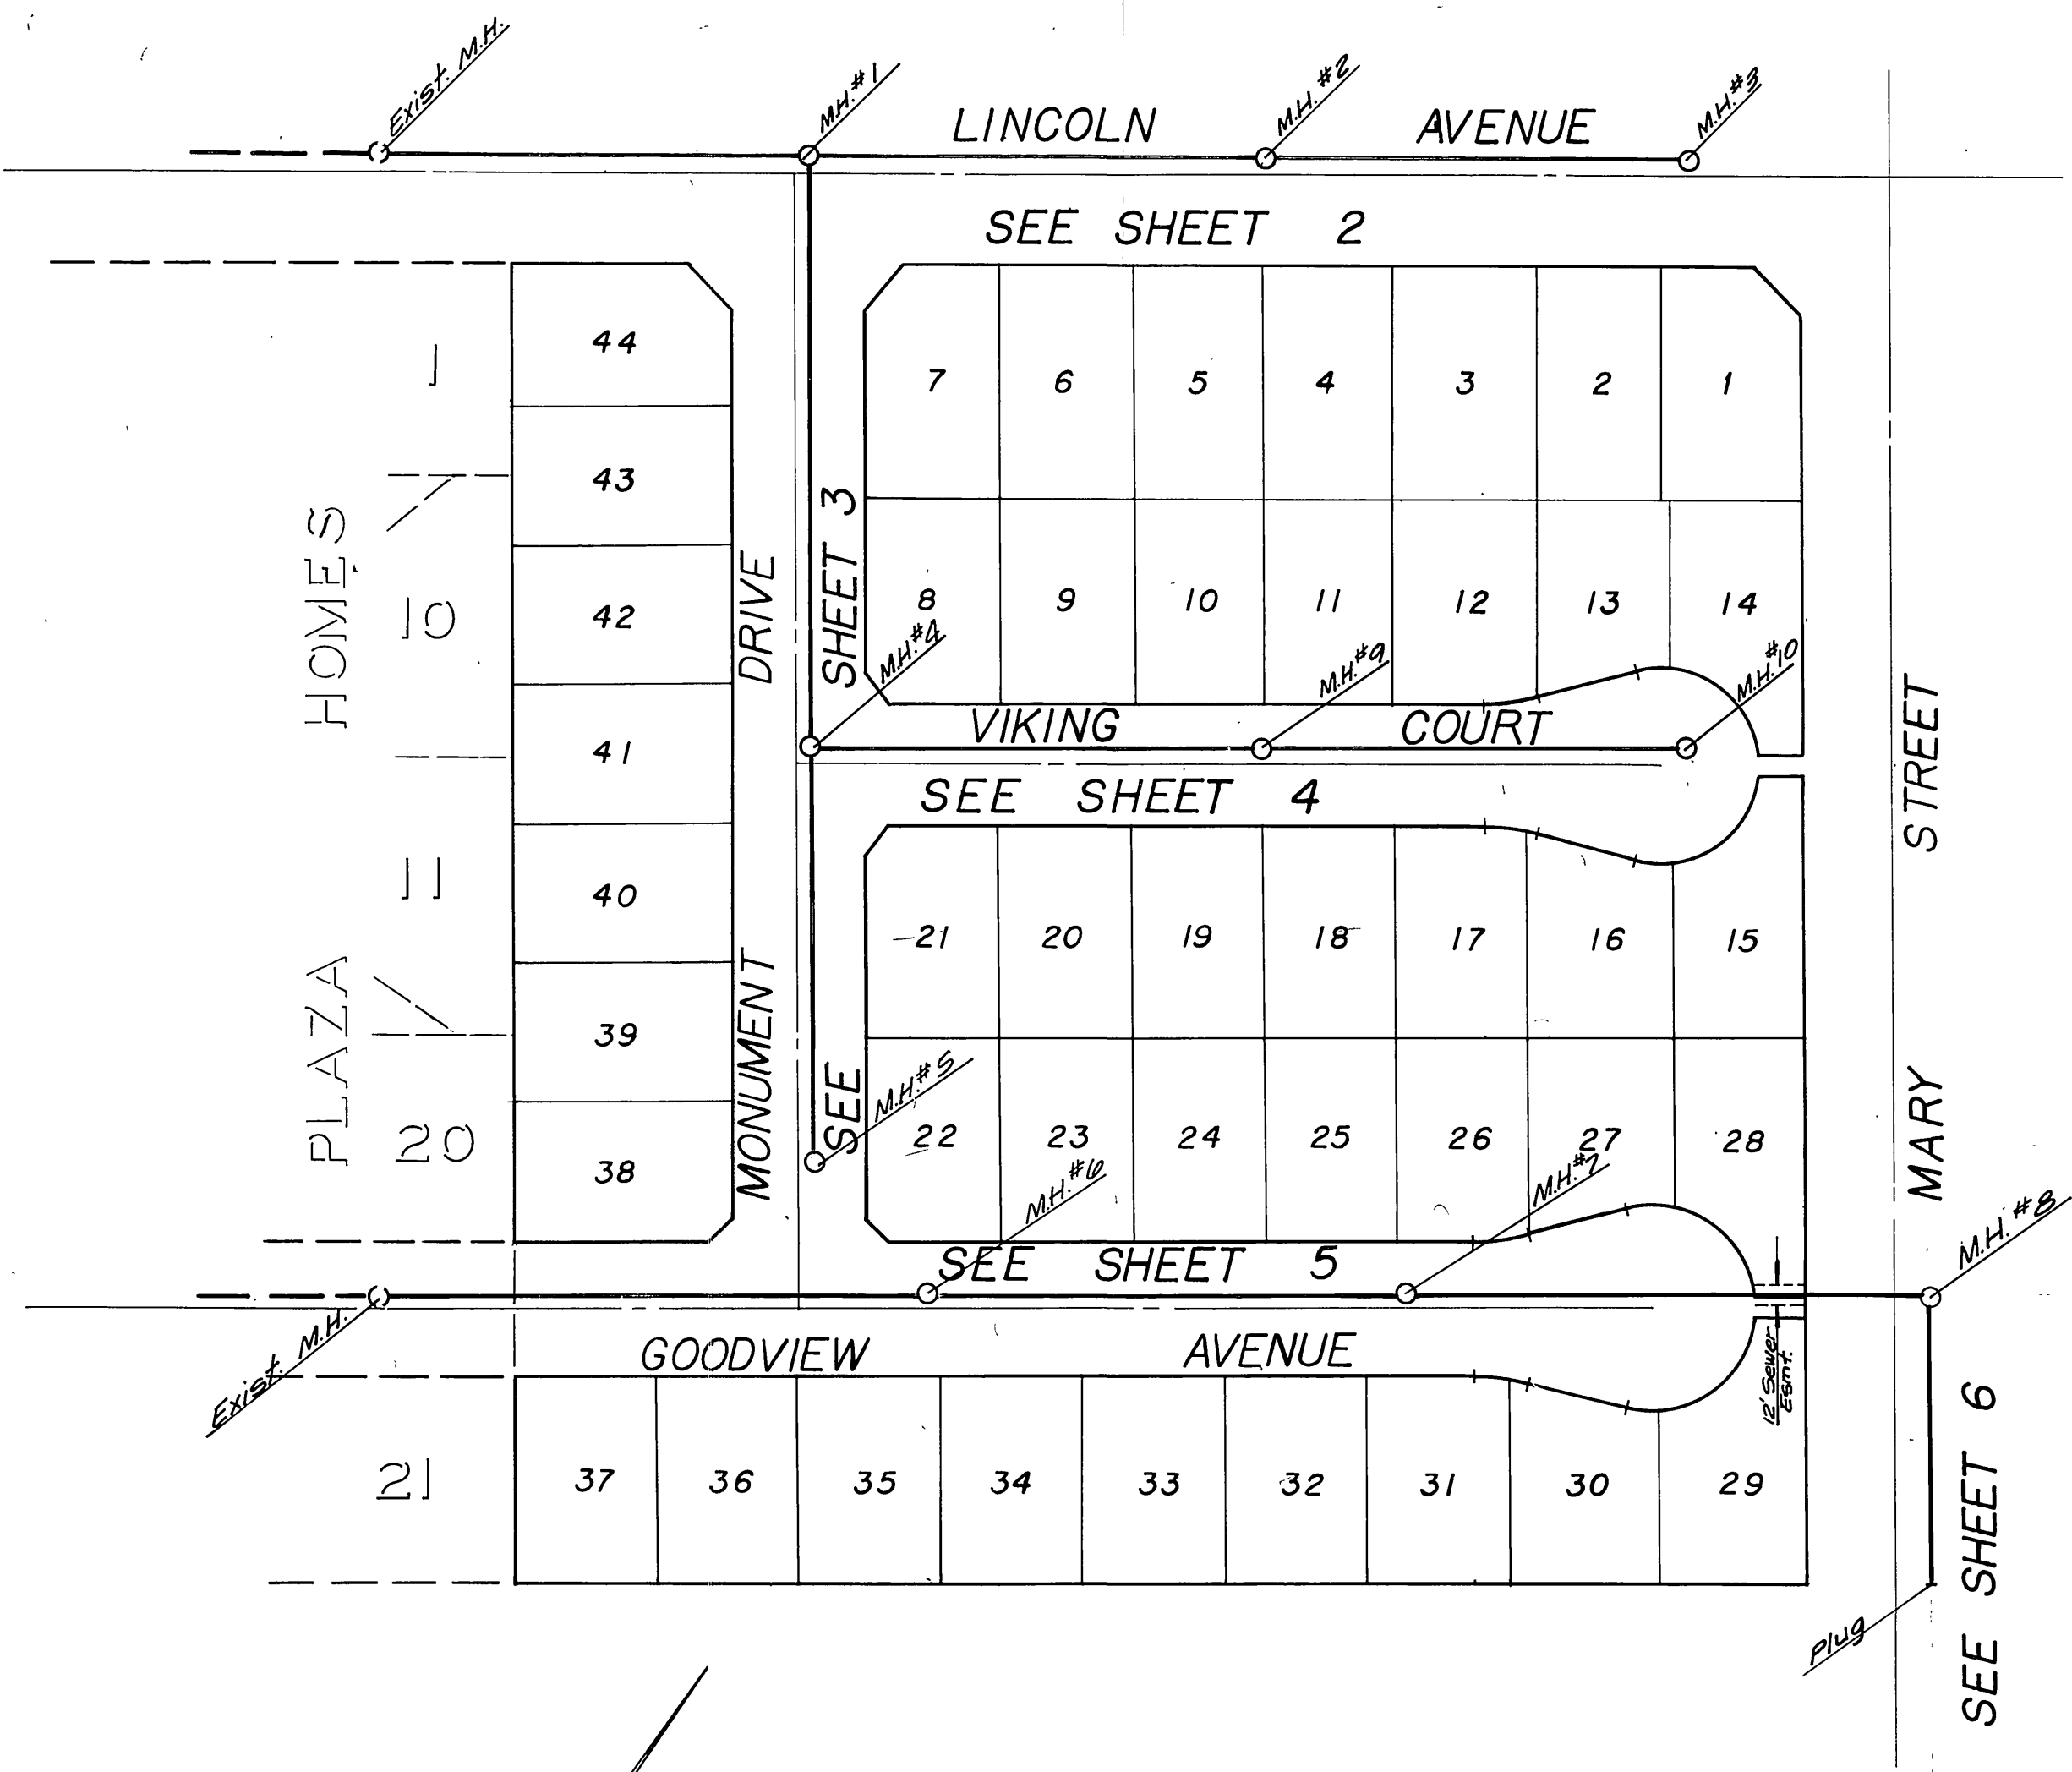 Exist. M.H.
M.H. #1
M.H. #2
M.H. #3
LINCOLN AVENUE
SEE SHEET 2
44
1
7 6 5 4 3 2 1
43
HOMES
SEE SHEET 3
42
10
8 9 10 11 12 13 14
MONUMENT DRIVE
M.H. #4
M.H. #9
M.H. #10
VIKING COURT
41
SEE SHEET 4
MARY STREET
11
40
21 20 19 18 17 16 15
PLAZA
39
M.H. #5
20
38
22 23 24 25 26 27 28
M.H. #6
M.H. #7
M.H. #8
SEE SHEET 5
Exist. M.H.
GOODVIEW AVENUE
12' Sewer
Esmt.
21
37 36 35 34 33 32 31 30 29
SEE SHEET 6
Plug